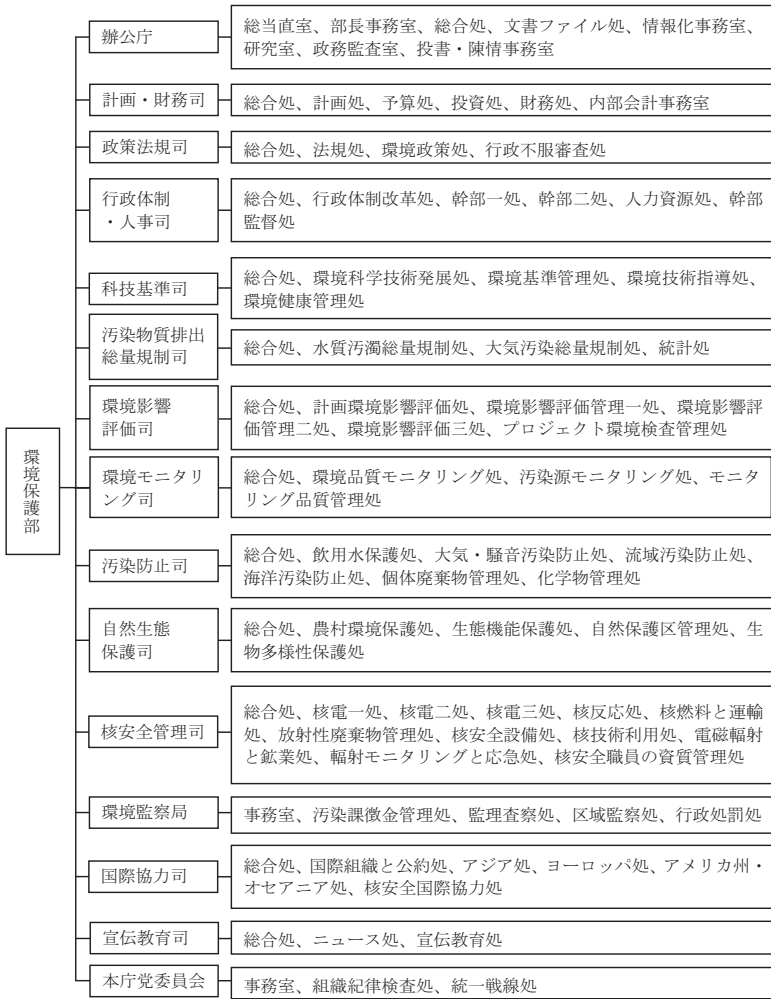 環境保護部
辦公庁
総当直室、部長事務室、総合処、文書ファイル処、情報化事務室、
研究室、政務監査室、投書・陳情事務室
計画・財務司
総合処、計画処、予算処、投資処、財務処、内部会計事務室
政策法規司
総合処、法規処、環境政策処、行政不服審査処
行政体制
・人事司
総合処、行政体制改革処、幹部一処、幹部二処、人力資源処、幹部
監督処
科技基準司
総合処、環境科学技術発展処、環境基準管理処、環境技術指導処、
環境健康管理処
汚染物質排出
総量規制司
総合処、水質汚濁総量規制処、大気汚染総量規制処、統計処
環境影響
評価司
総合処、計画環境影響評価処、環境影響評価管理一処、環境影響評
価管理二処、環境影響評価三処、プロジェクト環境検査管理処
環境モニタリ
ング司
総合処、環境品質モニタリング処、汚染源モニタリング処、モニタ
リング品質管理処
汚染防止司
総合処、飲用水保護処、大気・騒音汚染防止処、流域汚染防止処、
海洋汚染防止処、個体廃棄物管理処、化学物管理処
自然生態
保護司
総合処、農村環境保護処、生態機能保護処、自然保護区管理処、生
物多様性保護処
核安全管理司
総合処、核電一処、核電二処、核電三処、核反応処、核燃料と運輸
処、放射性廃棄物管理処、核安全設備処、核技術利用処、電磁輻射
と鉱業処、輻射モニタリングと応急処、核安全職員の資質管理処
環境監察局
事務室、汚染課徴金管理処、監理査察処、区域監察処、行政処罰処
国際協力司
総合処、国際組織と公約処、アジア処、ヨーロッパ処、アメリカ州・
オセアニア処、核安全国際協力処
宣伝教育司
総合処、ニュース処、宣伝教育処
本庁党委員会
事務室、組織紀律検査処、統一戦線処